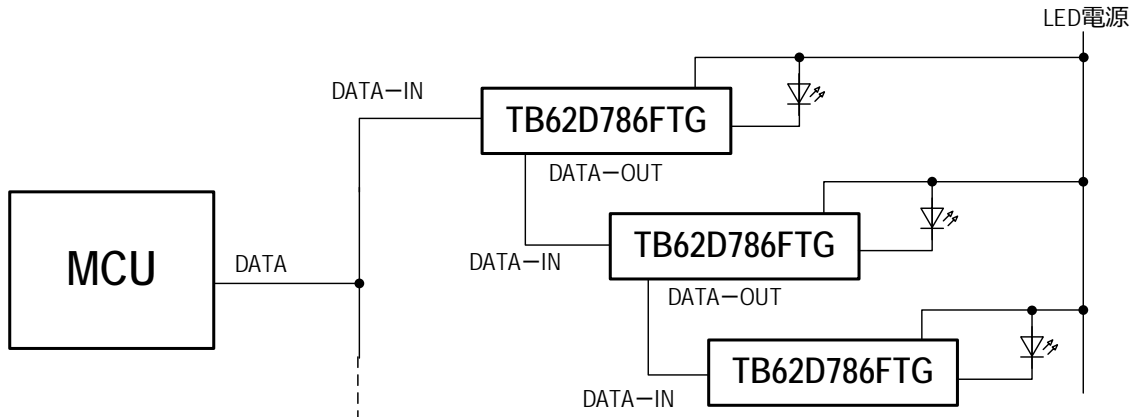 LED電源
DATA－IN
TB62D786FTG
DATA－OUT
MCU
DATA
DATA－IN
TB62D786FTG
DATA－OUT
DATA－IN
TB62D786FTG